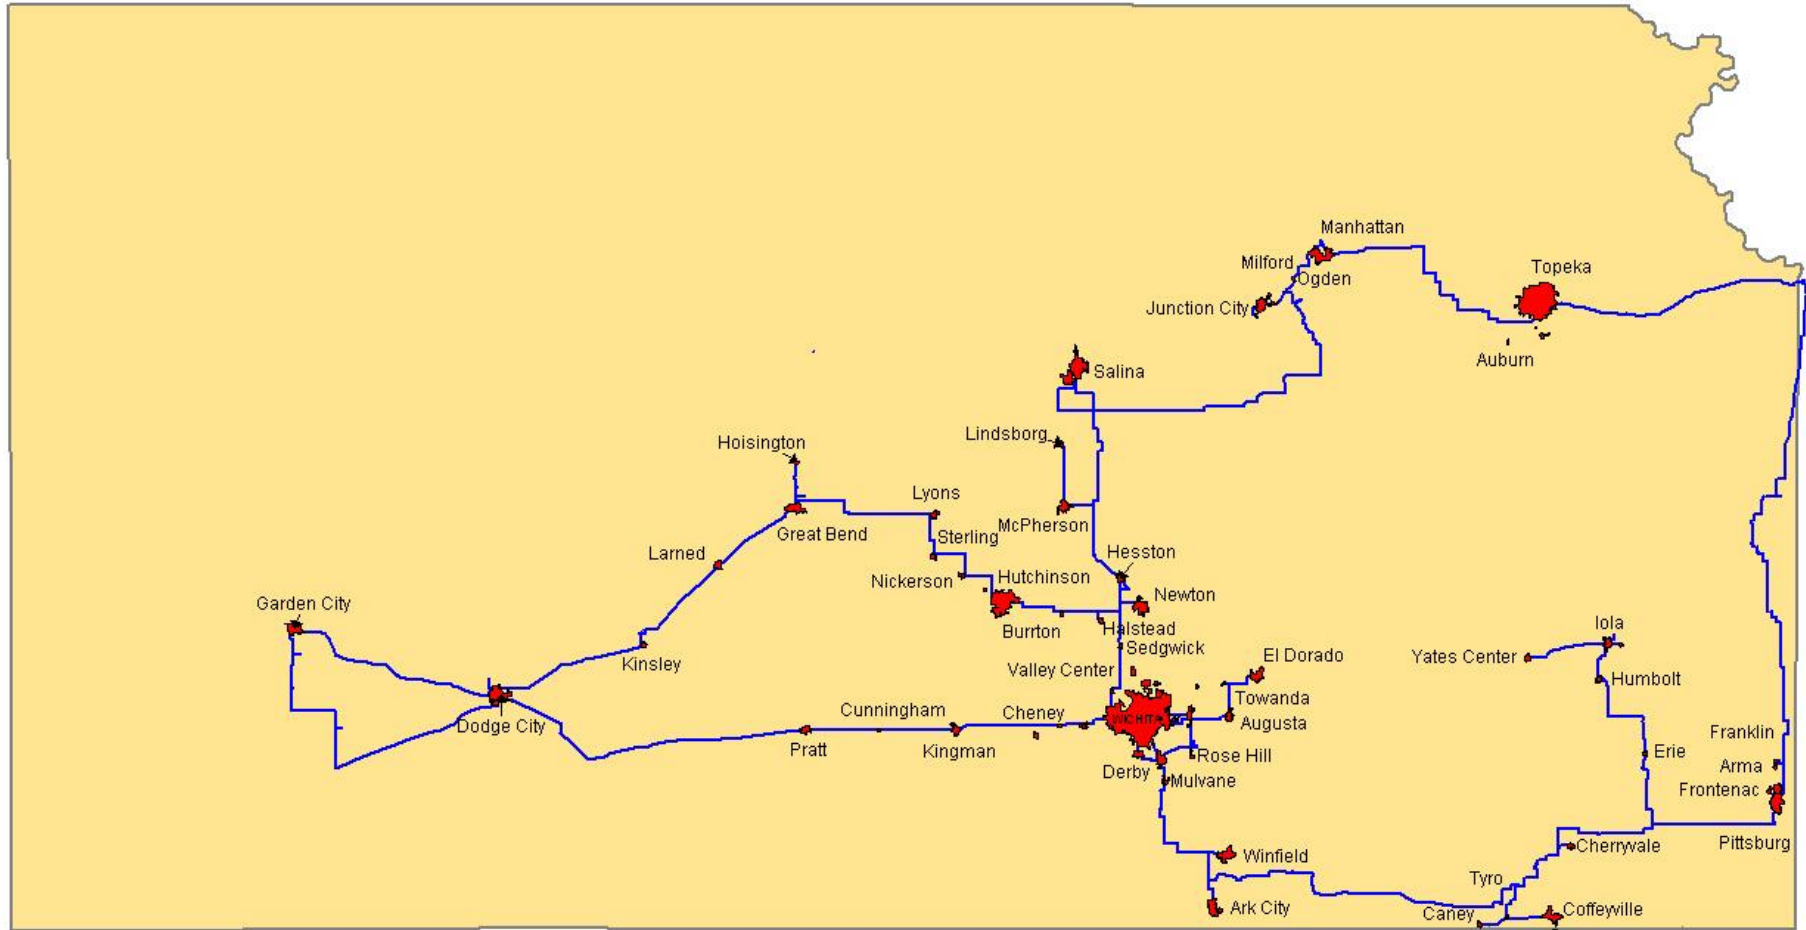 Manhattan
Milford
Ogden
Topeka
Junction City
Auburn
Salina
Lindsborg
Hoisington
Lyons
McPherson
Great Bend
Sterling
Larned
Hesston
Nickerson
Hutchinson
Newton
Garden City
Burrton
Halstead
Iola
Kinsley
Sedgwick
El Dorado
Yates Center
Valley Center
Humbolt
Towanda
Dodge City
Cunningham
Cheney
WICHITA
Augusta
Franklin
Pratt
Kingman
Rose Hill
Erie
Derby
Arma
Mulvane
Frontenac
Pittsburg
Cherryvale
Winfield
Tyro
Ark City
Caney
Coffeyville